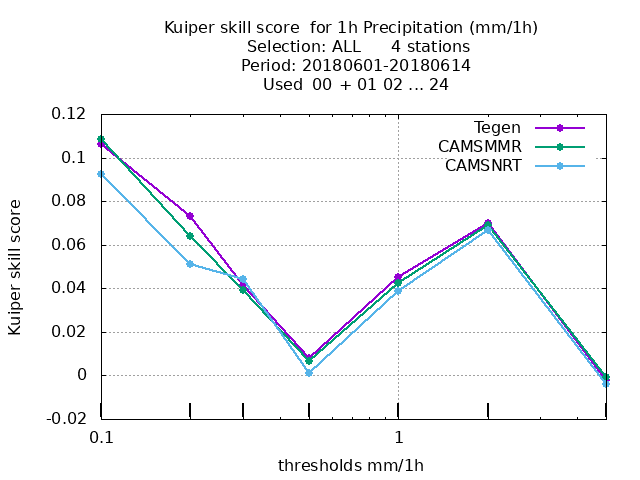 Kuiper skill score  for 1h Precipitation (mm/1h)
Selection: ALL      4 stations
Period: 20180601-20180614
Used  00  + 01 02 ... 24
Tegen
CAMSMMR
CAMSNRT
0.12
0.1
0.08
0.06
0.04
0.02
0
-0.02
Kuiper skill score
0.1 1
thresholds mm/1h